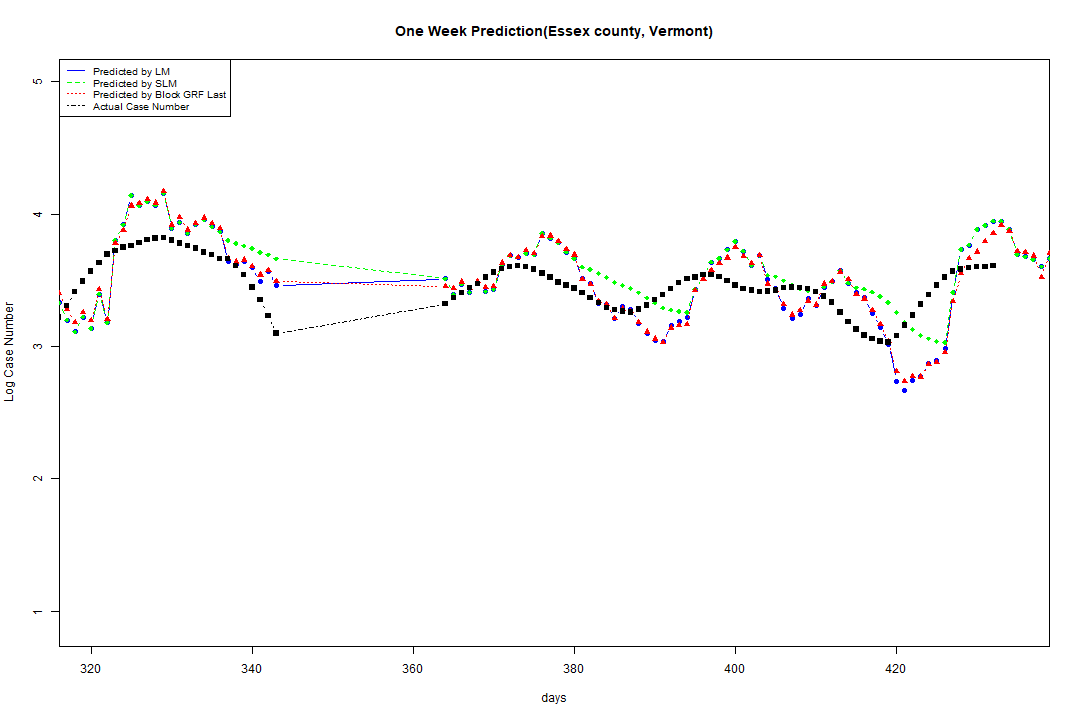 One Week Prediction(Essex county, Vermont)
Predicted by LM
Predicted by SLM
Predicted by Block GRF Last
Actual Case Number
Log Case Number
5
4
3
2
1
320 340 360 380 400 420
days